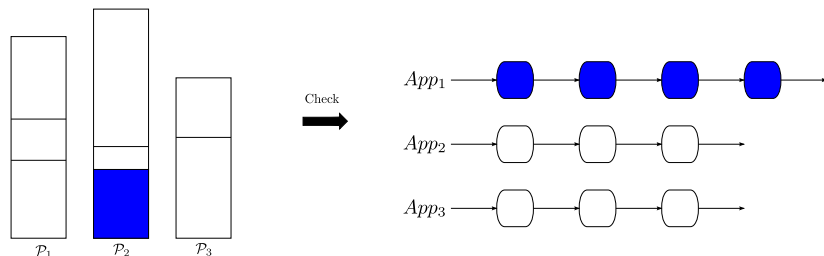 Check
App₁
App₂
App₃
𝒫₁ 𝒫₂ 𝒫₃